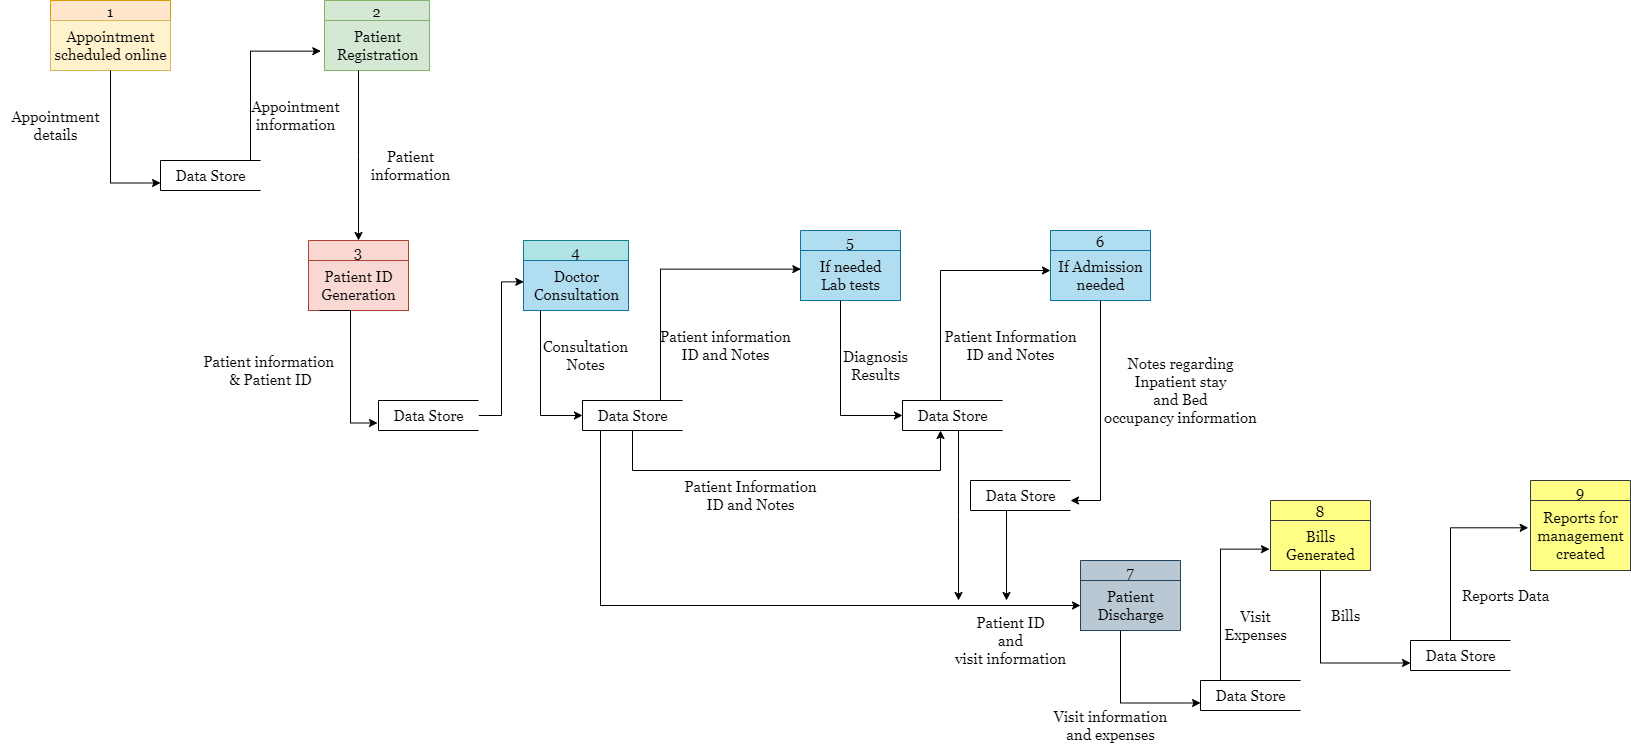 1
Appointment
scheduled online
2
Patient
Registration
Appointment
details
Appointment
information
Data Store
Patient
information
3
Patient ID
Generation
4
Doctor
Consultation
5
If needed
Lab tests
6
If Admission
needed
Patient information
& Patient ID
Data Store
Consultation
Notes
Patient information
ID and Notes
Data Store
Diagnosis
Results
Patient Information
ID and Notes
Data Store
Notes regarding
Inpatient stay
and Bed
occupancy information
Patient Information
ID and Notes
Data Store
7
Patient
Discharge
Patient ID
and
visit information
Visit information
and expenses
Data Store
Visit
Expenses
8
Bills
Generated
Bills
Data Store
Reports Data
9
Reports for
management
created